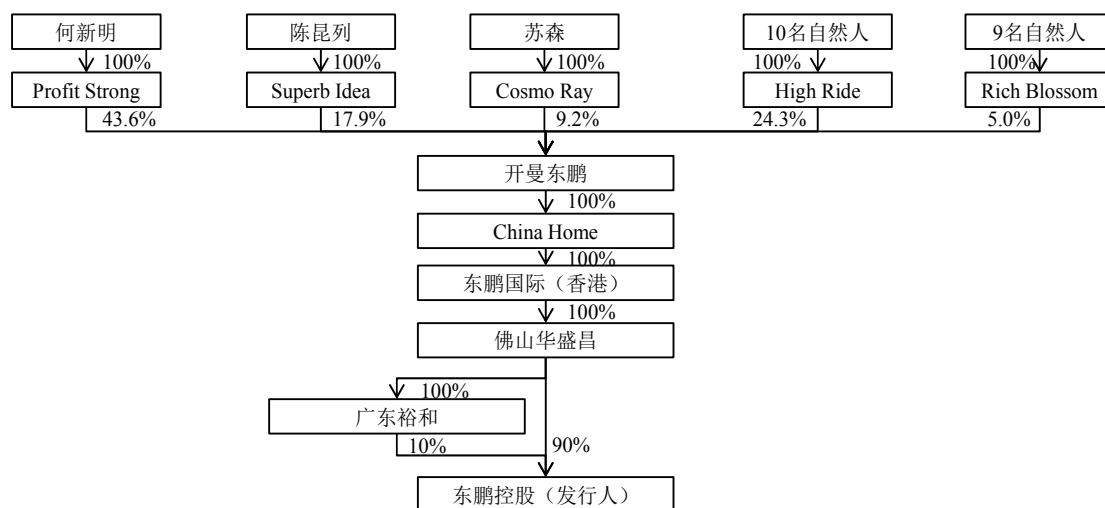 何新明
陈昆列
苏森
10名自然人
9名自然人
100%
100%
100%
100%
100%
Profit Strong
Superb Idea
Cosmo Ray
High Ride
Rich Blossom
43.6%
17.9%
9.2%
24.3%
5.0%
开曼东鹏
100%
China Home
100%
东鹏国际（香港）
100%
佛山华盛昌
100%
广东裕和
10%
90%
东鹏控股（发行人）